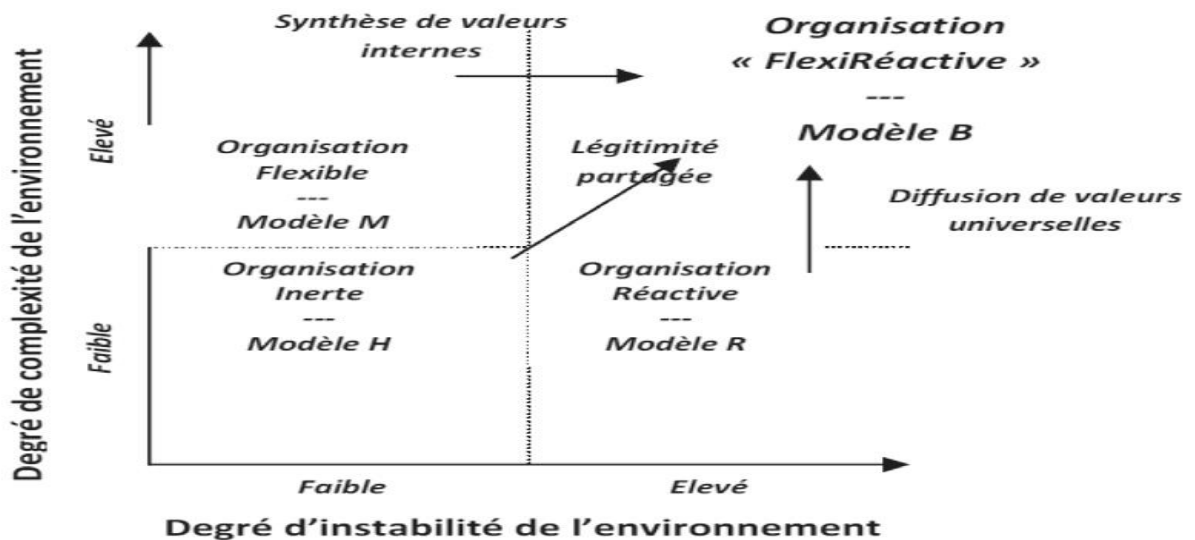 Synthèse de valeurs
internes
Organisation
« FlexiRéactive »
---
Modèle B
Degré de complexité de l'environnement
Elevé
Faible
Organisation
Flexible
---
Modèle M
Légitimité
partagée
Diffusion de valeurs
universelles
Organisation
Inerte
---
Modèle H
Organisation
Réactive
---
Modèle R
Faible
Elevé
Degré d'instabilité de l'environnement